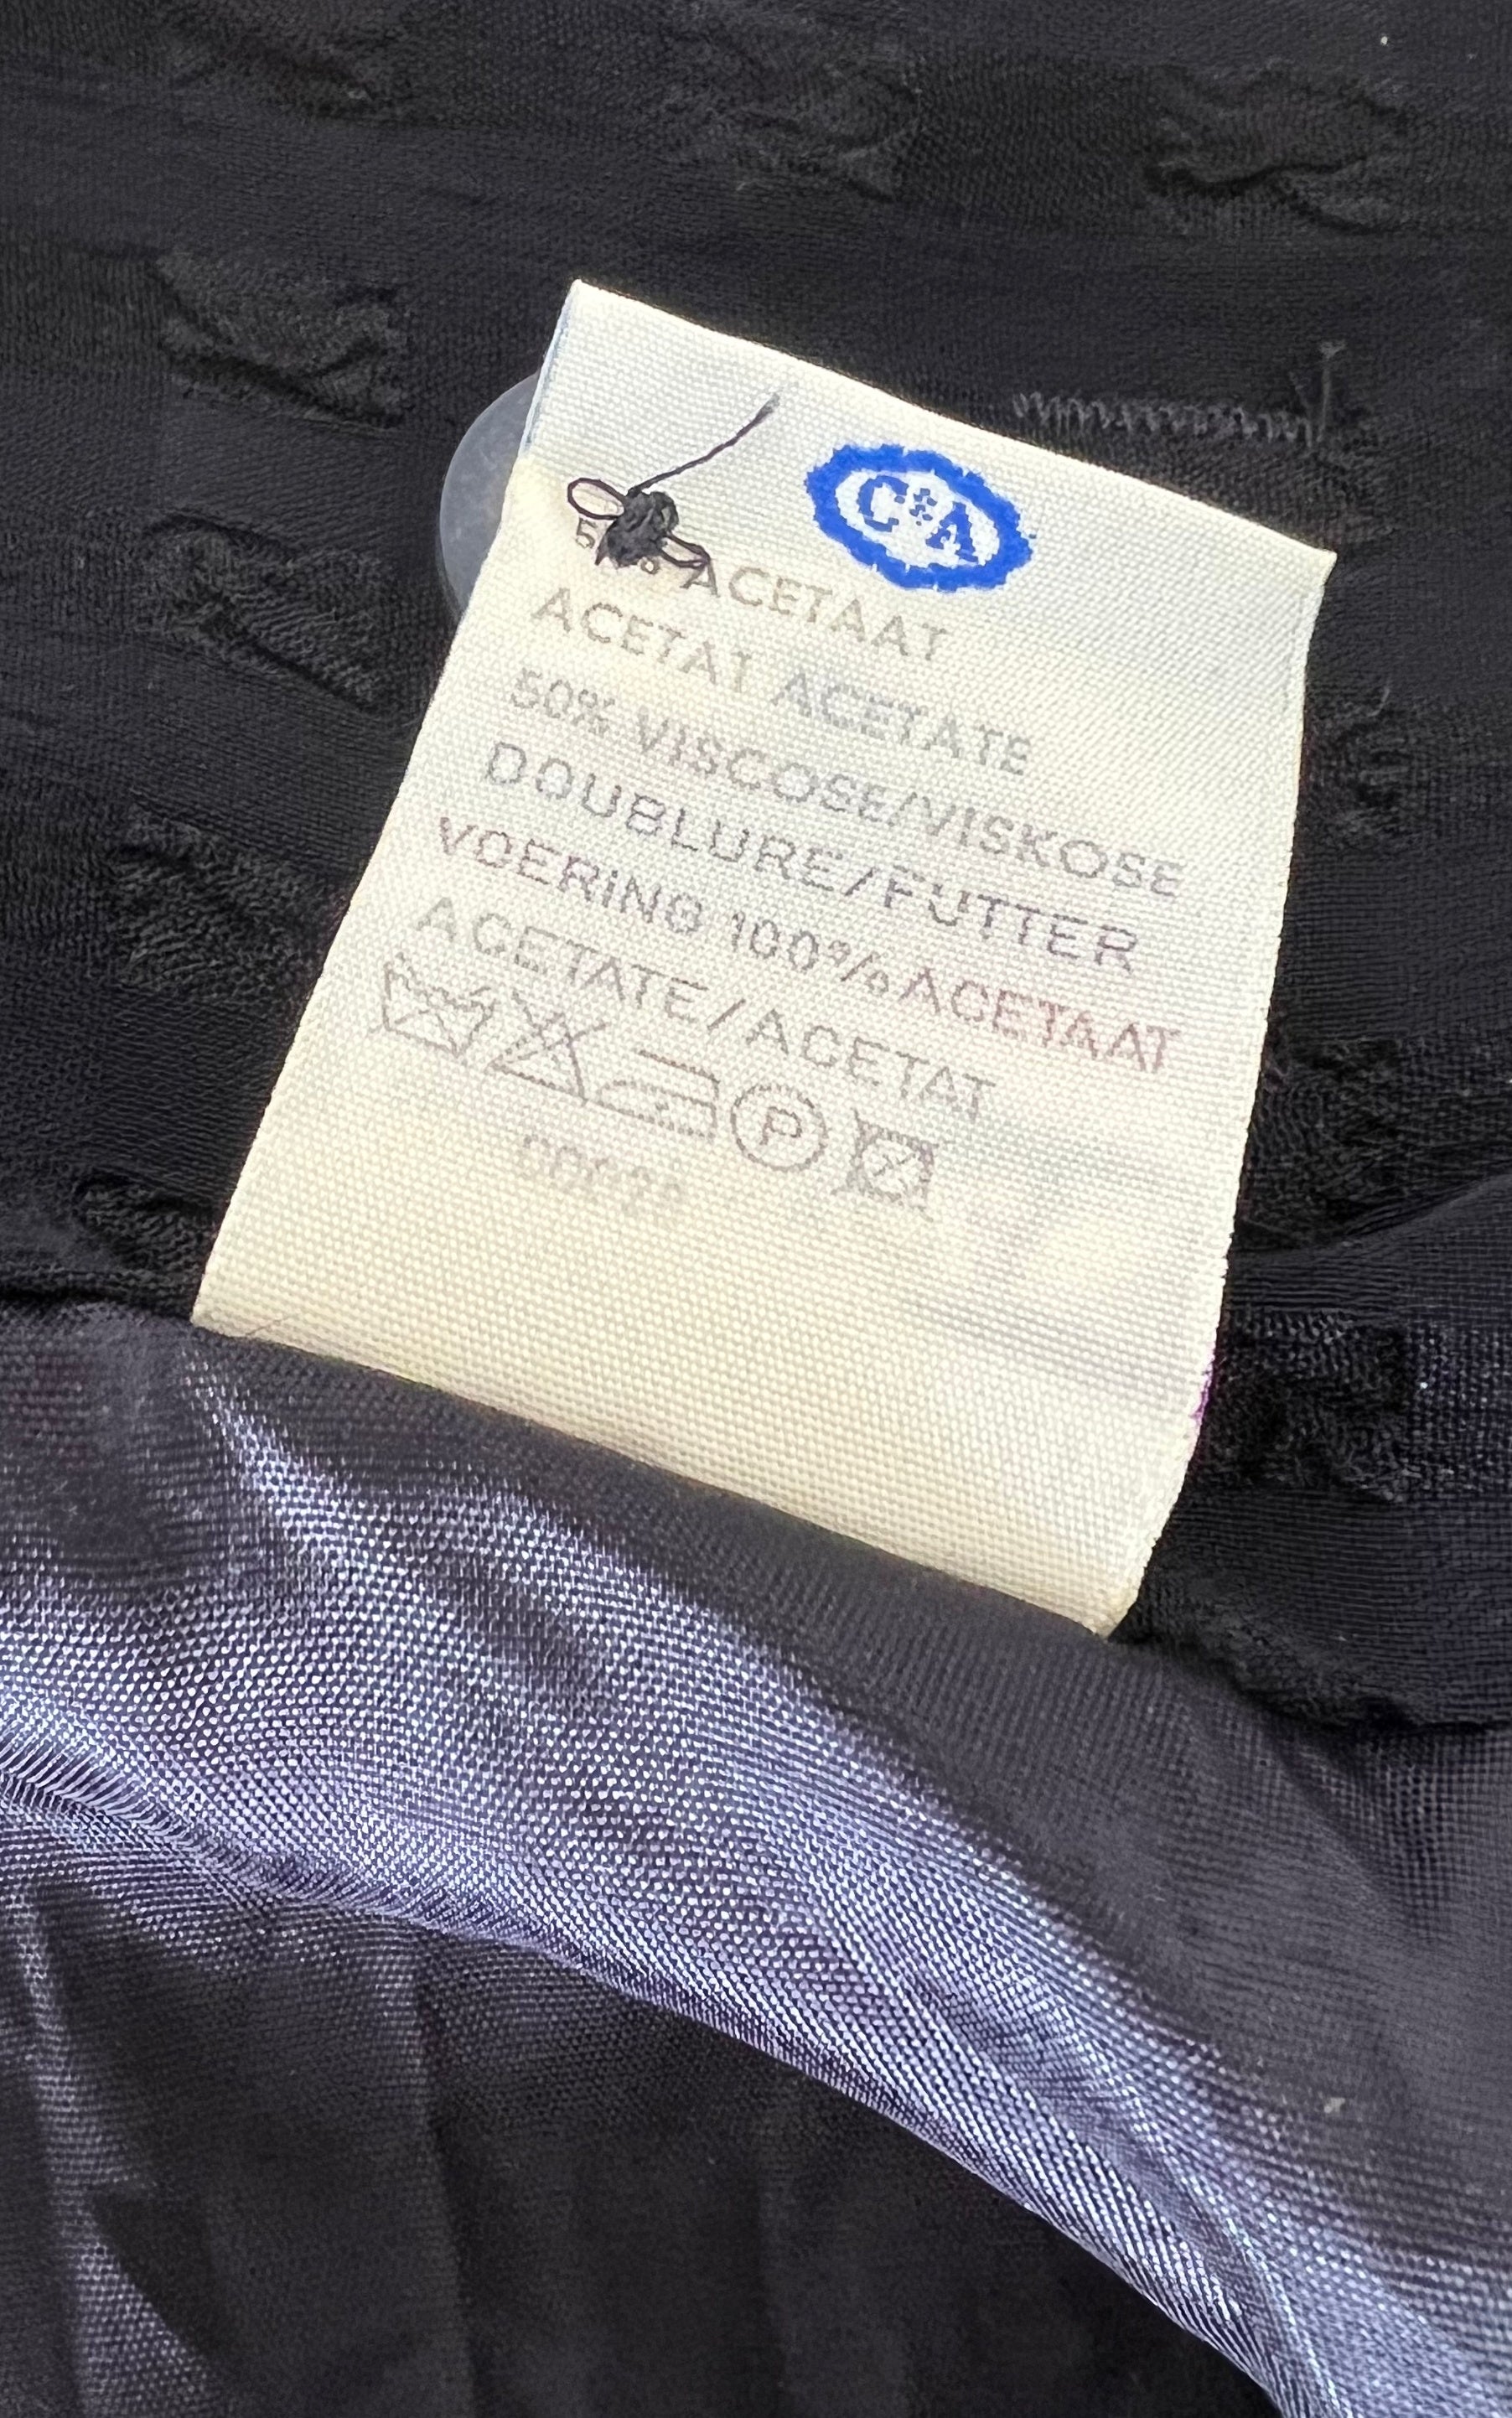 C&A
ACETAAT
ACETAT ACETATE
50% VISCOSE/VISKOSE
DOUBLURE/FUTTER
VOERING 100% ACETAAT
ACETATE/ACETAT
P